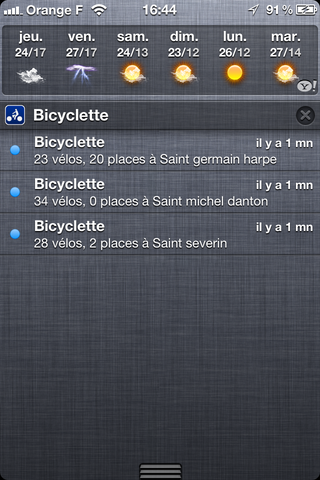 Orange F 16:44 91 %
jeu. ven. sam. dim. lun. mar.
24/17 27/17 24/13 23/12 26/12 27/14
Y!
Bicyclette
Bicyclette il y a 1 mn
23 vélos, 20 places à Saint germain harpe
Bicyclette il y a 1 mn
34 vélos, 0 places à Saint michel danton
Bicyclette il y a 1 mn
28 vélos, 2 places à Saint severin